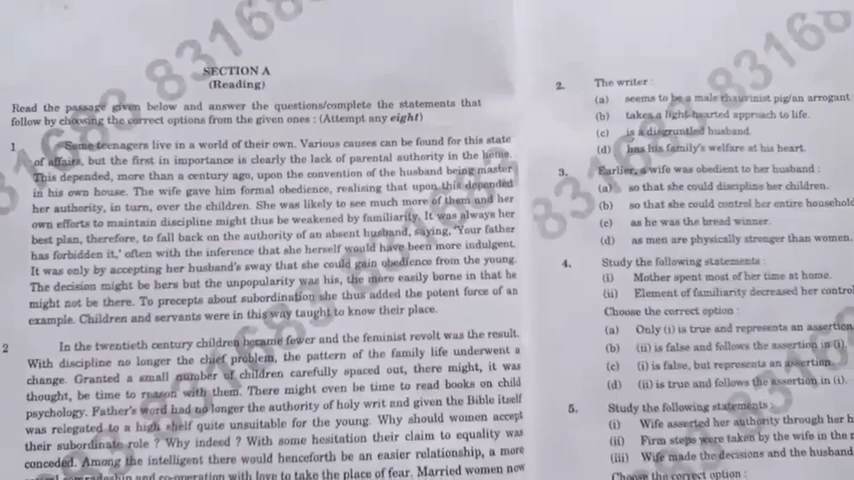 SECTION A
(Reading)
Read the passage given below and answer the questions/complete the statements that
follow by choosing the correct options from the given ones : (Attempt any eight)
1 Some teenagers live in a world of their own. Various causes can be found for this state
of affairs, but the first in importance is clearly the lack of parental authority in the home.
This depended, more than a century ago, upon the convention of the husband being master
in his own house. The wife gave him formal obedience, realising that upon this depended
her authority, in turn, over the children. She was likely to see much more of them and her
own efforts to maintain discipline might thus be weakened by familiarity. It was always her
best plan, therefore, to fall back on the authority of an absent husband, saying, 'Your father
has forbidden it,' often with the inference that she herself would have been more indulgent.
It was only by accepting her husband's sway that she could gain obedience from the young.
The decision might be hers but the unpopularity was his, the more easily borne in that he
might not be there. To precepts about subordination she thus added the potent force of an
example. Children and servants were in this way taught to know their place.
2 In the twentieth century children became fewer and the feminist revolt was the result.
With discipline no longer the chief problem, the pattern of the family life underwent a
change. Granted a small number of children carefully spaced out, there might, it was
thought, be time to reason with them. There might even be time to read books on child
psychology. Father's word had no longer the authority of holy writ and given the Bible itself
was relegated to a high shelf quite unsuitable for the young. Why should women accept
their subordinate role ? Why indeed ? With some hesitation their claim to equality was
conceded. Among the intelligent there would henceforth be an easier relationship, a more
comradeship and co-operation with love to take the place of fear. Married women now
2. The writer :
(a) seems to be a male chauvinist pig/an arrogant
(b) takes a light-hearted approach to life.
(c) is a disgruntled husband.
(d) has his family's welfare at his heart.
3. Earlier, a wife was obedient to her husband :
(a) so that she could discipline her children.
(b) so that she could control her entire household
(c) as he was the bread winner.
(d) as men are physically stronger than women.
4. Study the following statements :
(i) Mother spent most of her time at home.
(ii) Element of familiarity decreased her control
Choose the correct option :
(a) Only (i) is true and represents an assertion
(b) (ii) is false and follows the assertion in (i).
(c) (i) is false, but represents an assertion
(d) (ii) is true and follows the assertion in (i).
5. Study the following statements :
(i) Wife asserted her authority through her h
(ii) Firm steps were taken by the wife in the
(iii) Wife made the decisions and the husband
Choose the correct option :
831683 831683
831683